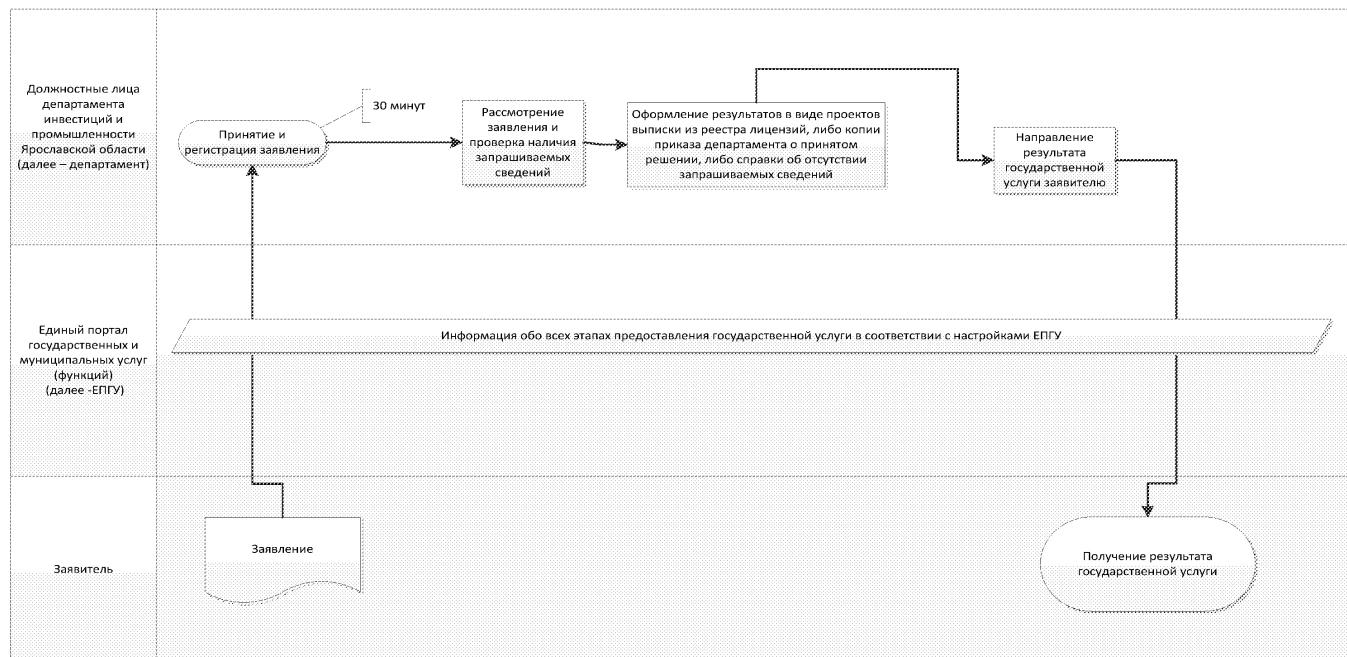 Должностные лица
департамента
инвестиций и
промышленности
Ярославской области
(далее – департамент)
Принятие и
регистрация заявления
30 минут
Рассмотрение
заявления и
проверка наличия
запрашиваемых
сведений
Оформление результатов в виде проектов
выписки из реестра лицензий, либо копии
приказа департамента о принятом
решении, либо справки об отсутствии
запрашиваемых сведений
Направление
результата
государственной
услуги заявителю
Единый портал
государственных и
муниципальных услуг
(функций)
(далее -ЕПГУ)
Информация обо всех этапах предоставления государственной услуги в соответствии с настройками ЕПГУ
Заявитель
Заявление
Получение результата
государственной услуги